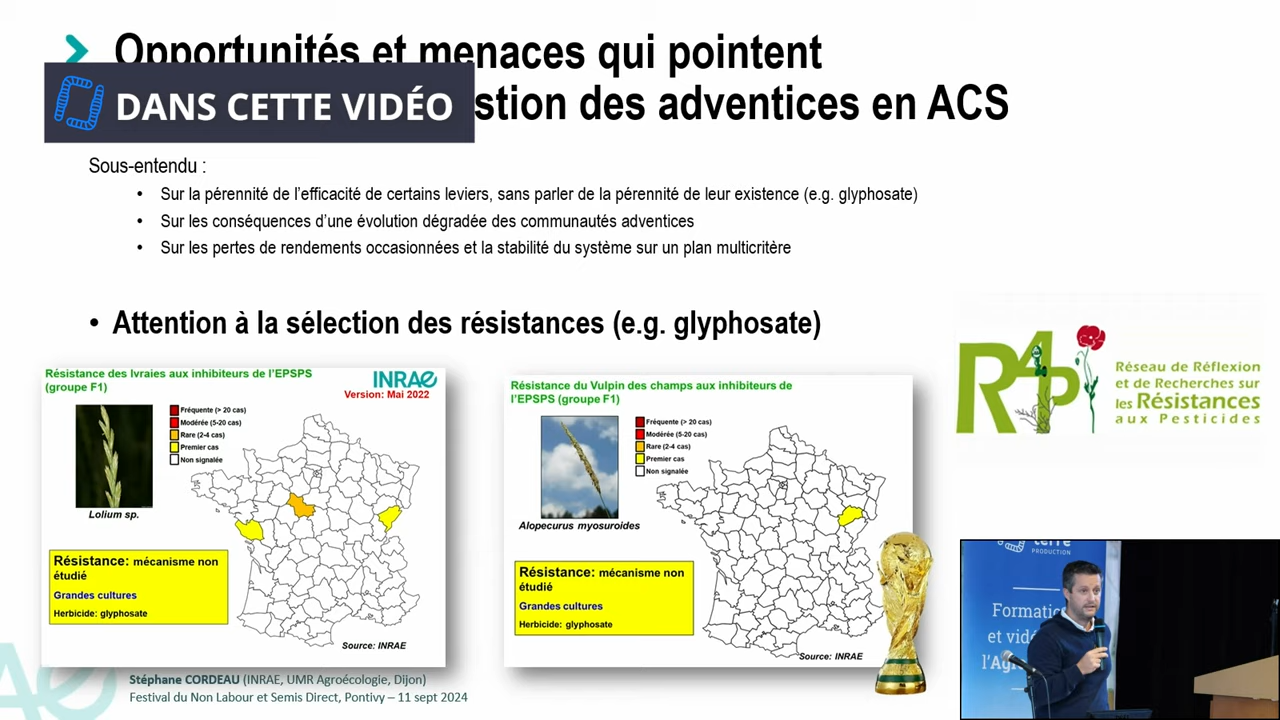 Opportunités et menaces qui pointent
DANS CETTE VIDÉO
stion des adventices en ACS
Sous-entendu :
• Sur la pérennité de l'efficacité de certains leviers, sans parler de la pérennité de leur existence (e.g. glyphosate)
• Sur les conséquences d'une évolution dégradée des communautés adventices
• Sur les pertes de rendements occasionnées et la stabilité du système sur un plan multicritère
• Attention à la sélection des résistances (e.g. glyphosate)
Résistance des Ivraies aux inhibiteurs de l'EPSPS
(groupe F1)
INRAE
Version: Mai 2022
Fréquente (> 20 cas)
Modérée (5-20 cas)
Rare (2-4 cas)
Premier cas
Non signalée
Lolium sp.
Résistance: mécanisme non
étudié
Grandes cultures
Herbicide: glyphosate
Source: INRAE
Résistance du Vulpin des champs aux inhibiteurs de
l'EPSPS (groupe F1)
Fréquente (> 20 cas)
Modérée (5-20 cas)
Rare (2-4 cas)
Premier cas
Non signalée
Alopecurus myosuroides
Résistance: mécanisme non
étudié
Grandes cultures
Herbicide: glyphosate
Source: INRAE
R4P
Réseau de Réflexion
et de Recherches sur
les Résistances
aux Pesticides
terre
PRODUCTION
Formatio
et vidé
l'Ag
Stéphane CORDEAU (INRAE, UMR Agroécologie, Dijon)
Festival du Non Labour et Semis Direct, Pontivy – 11 sept 2024